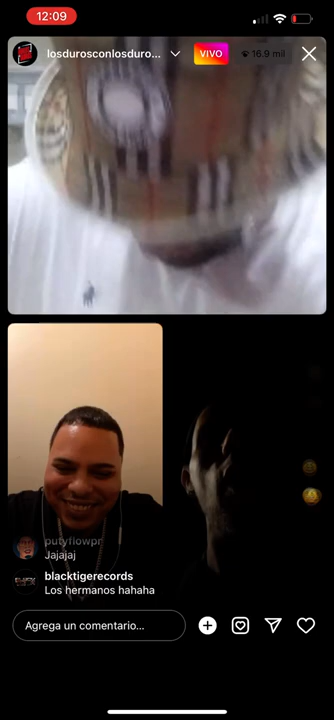 12:09
losdurosconlosduro...
VIVO
16.9 mil
putyflowpr
Jajajaj
blacktigerecords
Los hermanos hahaha
Agrega un comentario...